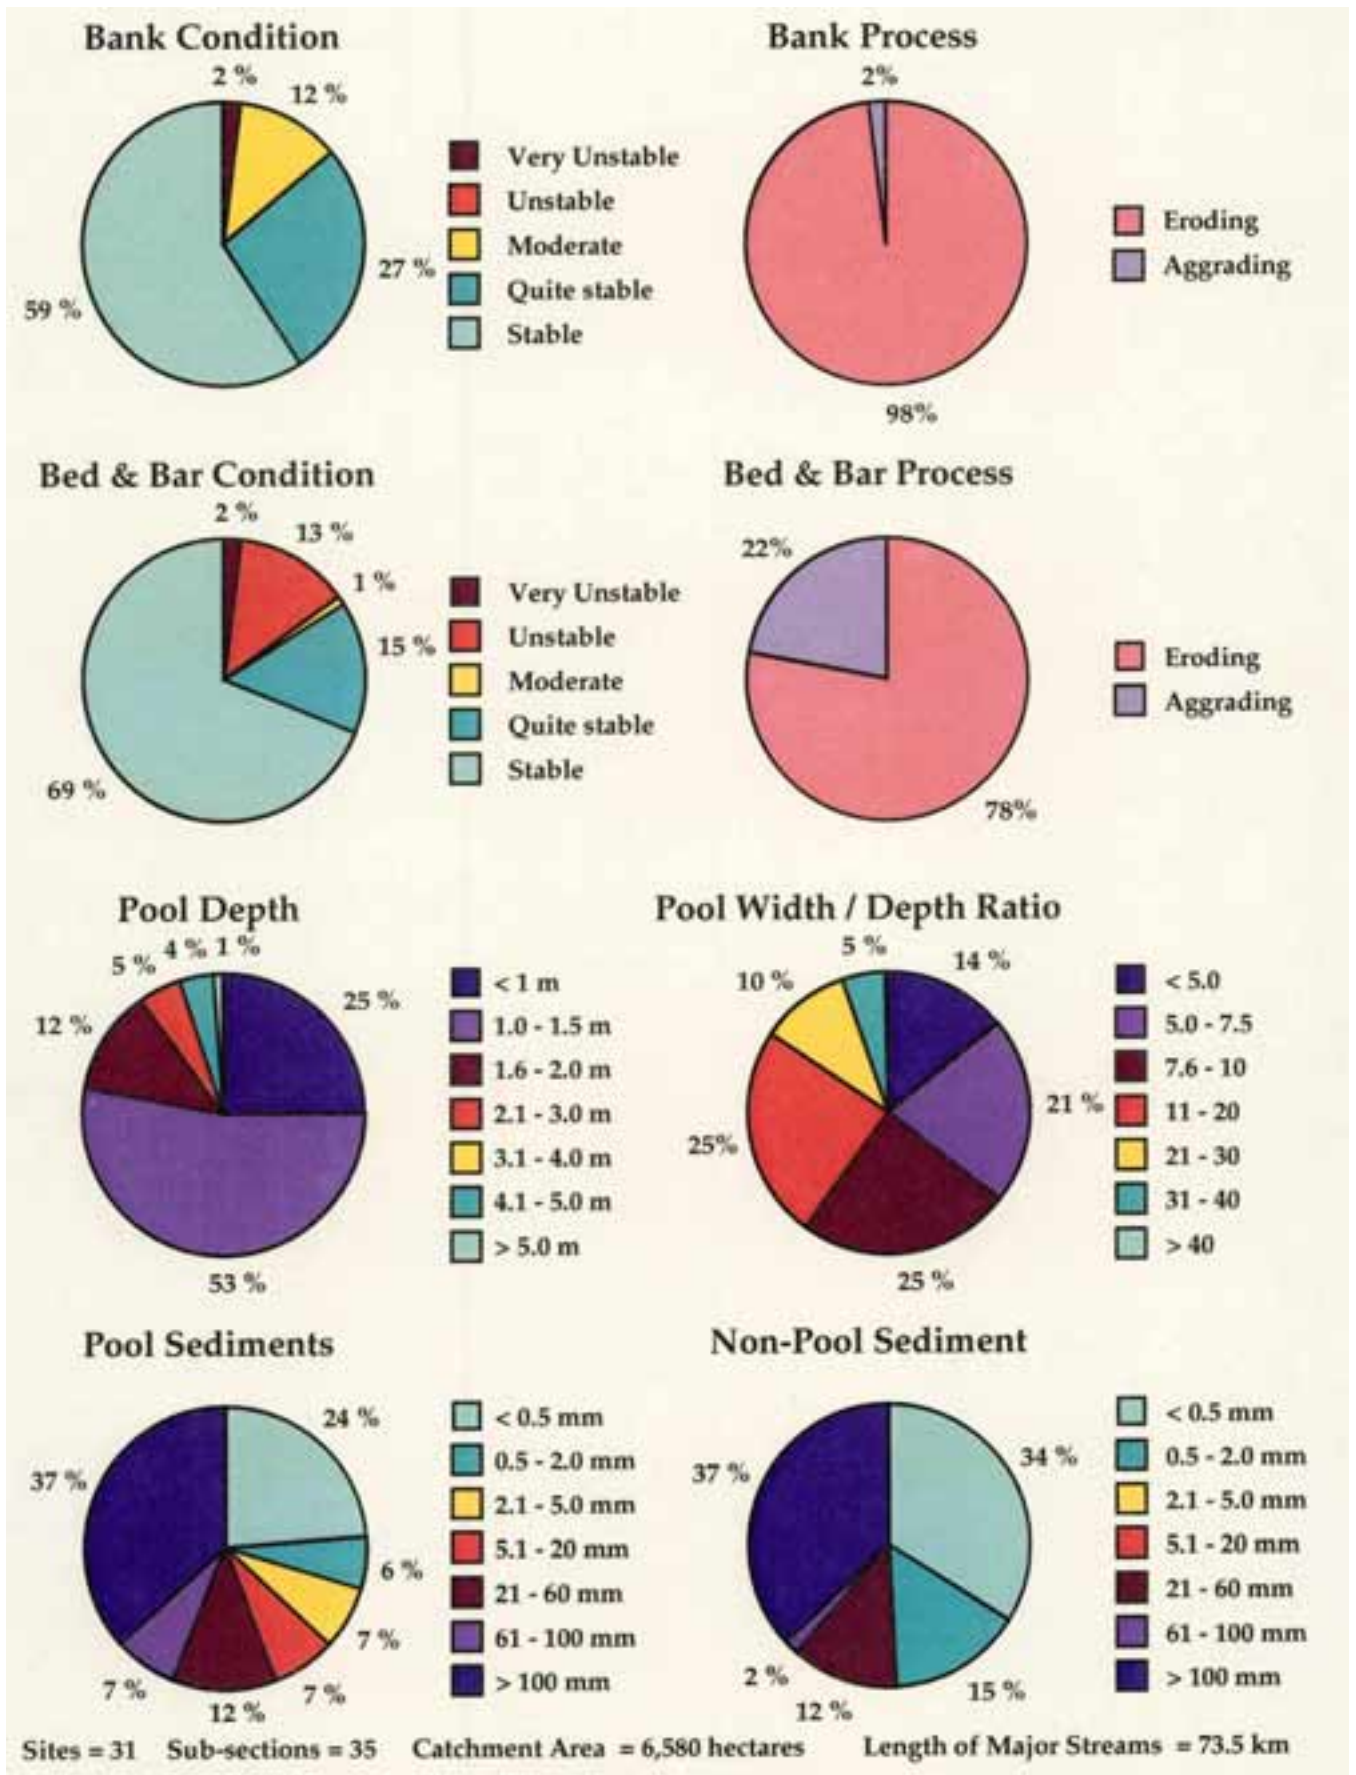 Bank Condition
2 %
12 %
27 %
59 %
Very Unstable
Unstable
Moderate
Quite stable
Stable
Bank Process
2%
98%
Eroding
Aggrading
Bed & Bar Condition
2 %
13 %
1 %
15 %
69 %
Very Unstable
Unstable
Moderate
Quite stable
Stable
Bed & Bar Process
22%
78%
Eroding
Aggrading
Pool Depth
5 %
4 %
1 %
25 %
12 %
53 %
< 1 m
1.0 - 1.5 m
1.6 - 2.0 m
2.1 - 3.0 m
3.1 - 4.0 m
4.1 - 5.0 m
> 5.0 m
Pool Width / Depth Ratio
5 %
14 %
10 %
21 %
25%
25 %
< 5.0
5.0 - 7.5
7.6 - 10
11 - 20
21 - 30
31 - 40
> 40
Pool Sediments
24 %
37 %
6 %
7 %
7 %
12 %
7 %
< 0.5 mm
0.5 - 2.0 mm
2.1 - 5.0 mm
5.1 - 20 mm
21 - 60 mm
61 - 100 mm
> 100 mm
Non-Pool Sediment
34 %
37 %
2 %
12 %
15 %
< 0.5 mm
0.5 - 2.0 mm
2.1 - 5.0 mm
5.1 - 20 mm
21 - 60 mm
61 - 100 mm
> 100 mm
Sites = 31 Sub-sections = 35 Catchment Area = 6,580 hectares Length of Major Streams = 73.5 km